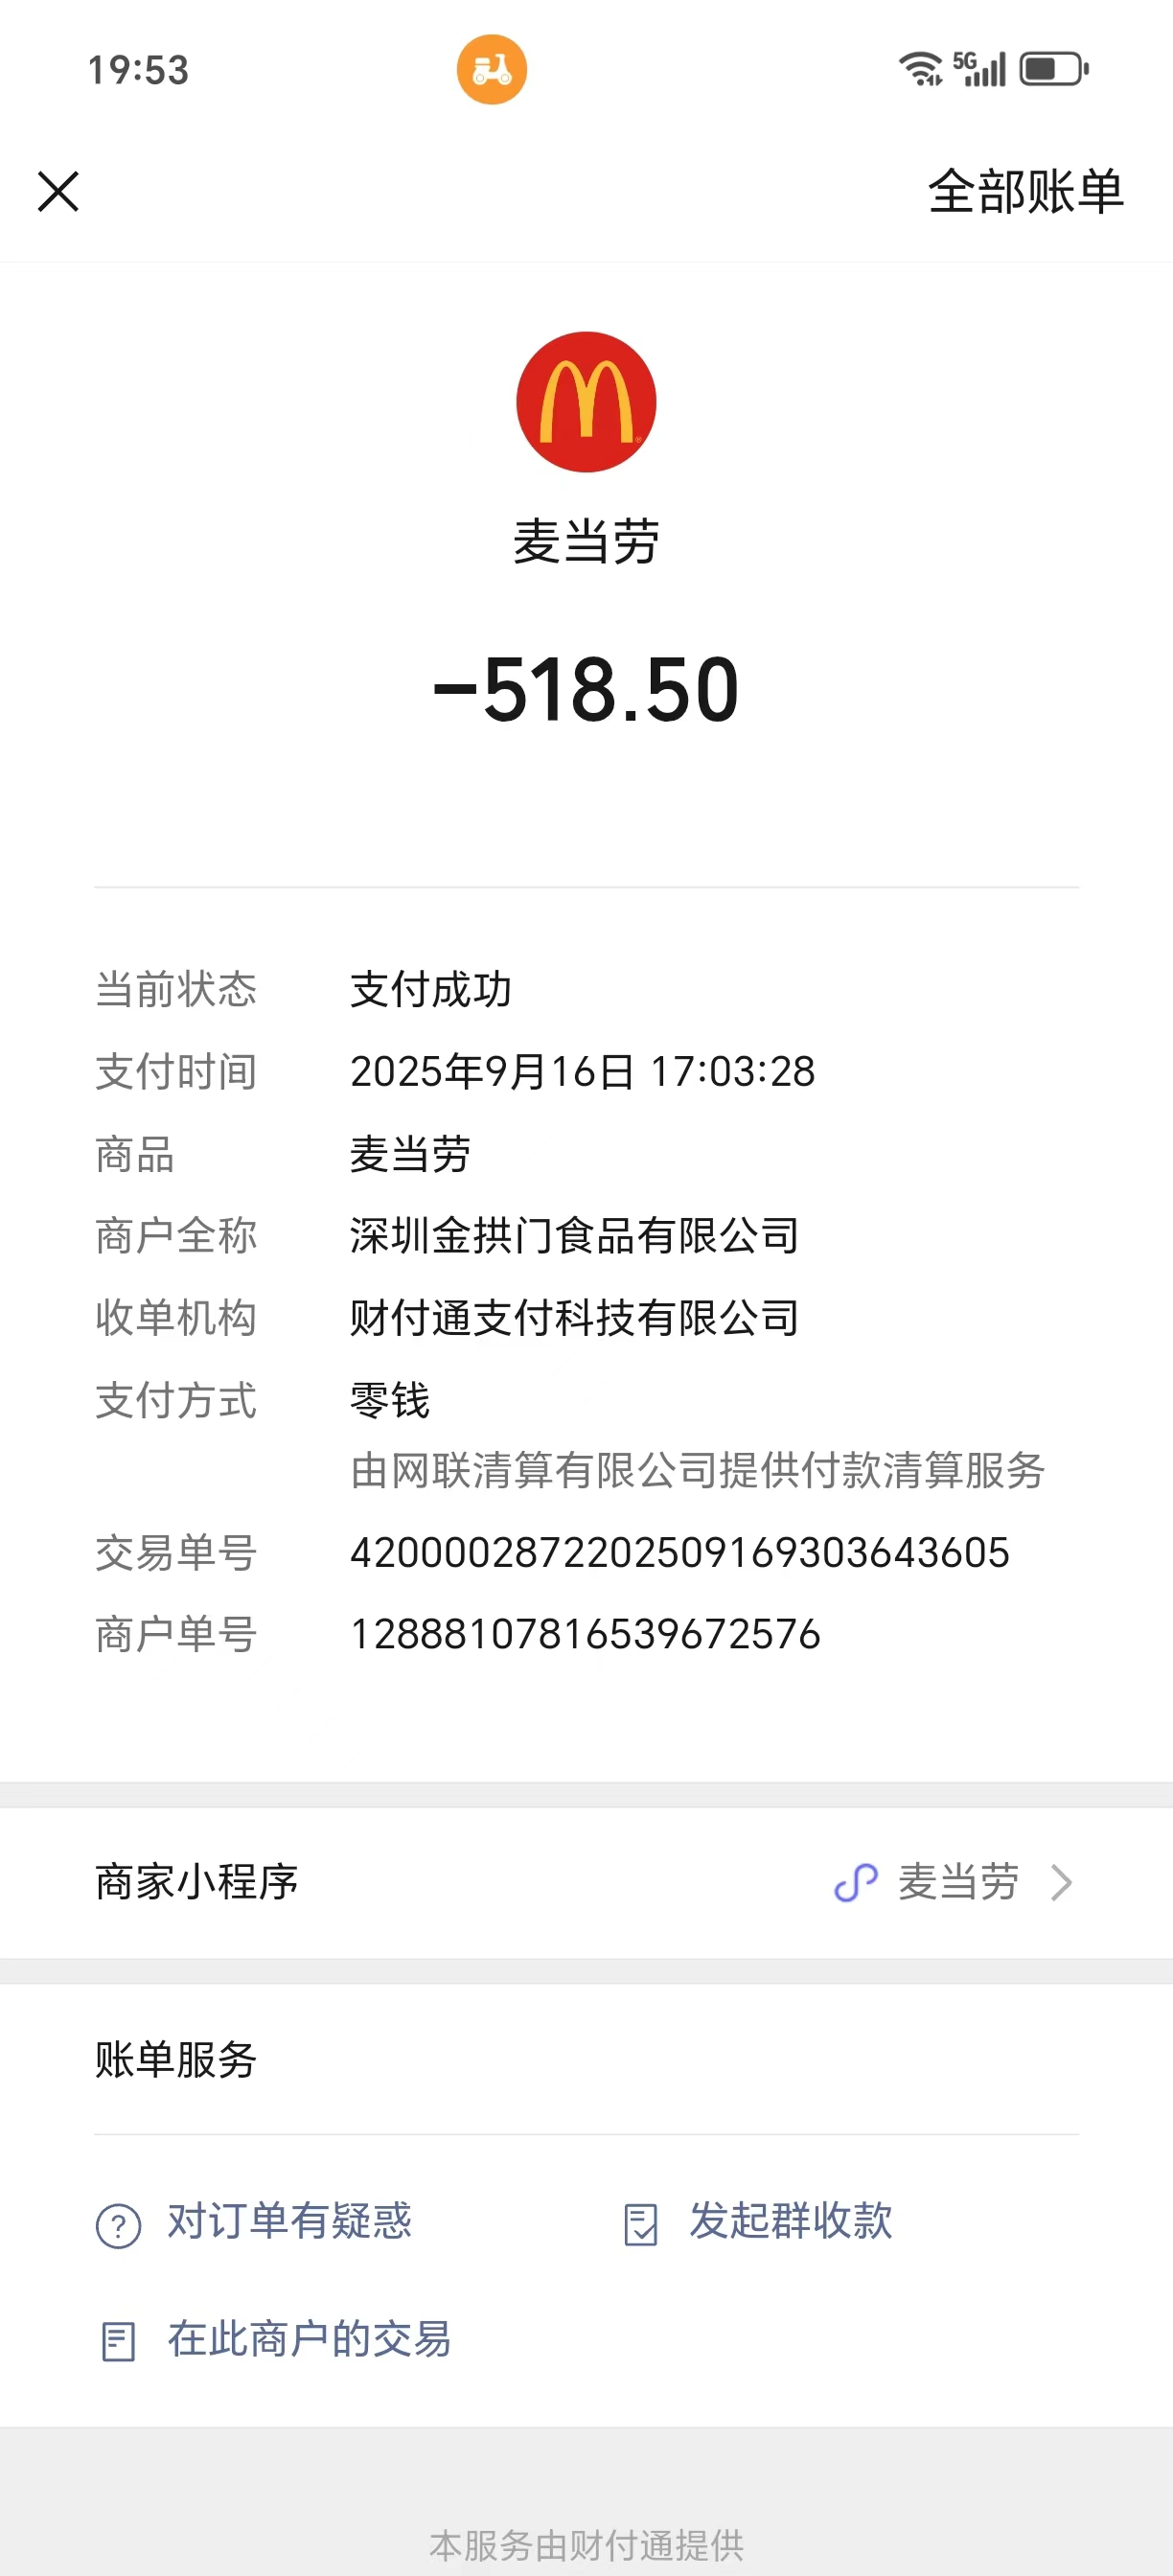 19:53
5G
全部账单
麦当劳
-518.50
当前状态 支付成功
支付时间 2025年9月16日 17:03:28
商品 麦当劳
商户全称 深圳金拱门食品有限公司
收单机构 财付通支付科技有限公司
支付方式 零钱
由网联清算有限公司提供付款清算服务
交易单号 4200002872202509169303643605
商户单号 12888107816539672576
商家小程序 麦当劳
账单服务
对订单有疑惑 发起群收款
在此商户的交易
本服务由财付通提供